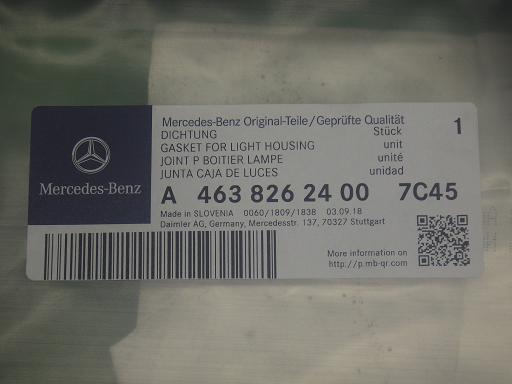 Mercedes-Benz
Mercedes-Benz Original-Teile/Geprüfte Qualität
1
DICHTUNG Stück
GASKET FOR LIGHT HOUSING unit
JOINT P BOITIER LAMPE unité
JUNTA CAJA DE LUCES unidad
A 463 826 24 00 7C45
Made in SLOVENIA 0060/1809/1838 03.09.18
Daimler AG, Germany, Mercedesstr. 137, 70327 Stuttgart
More information on
http://p.mb-qr.com